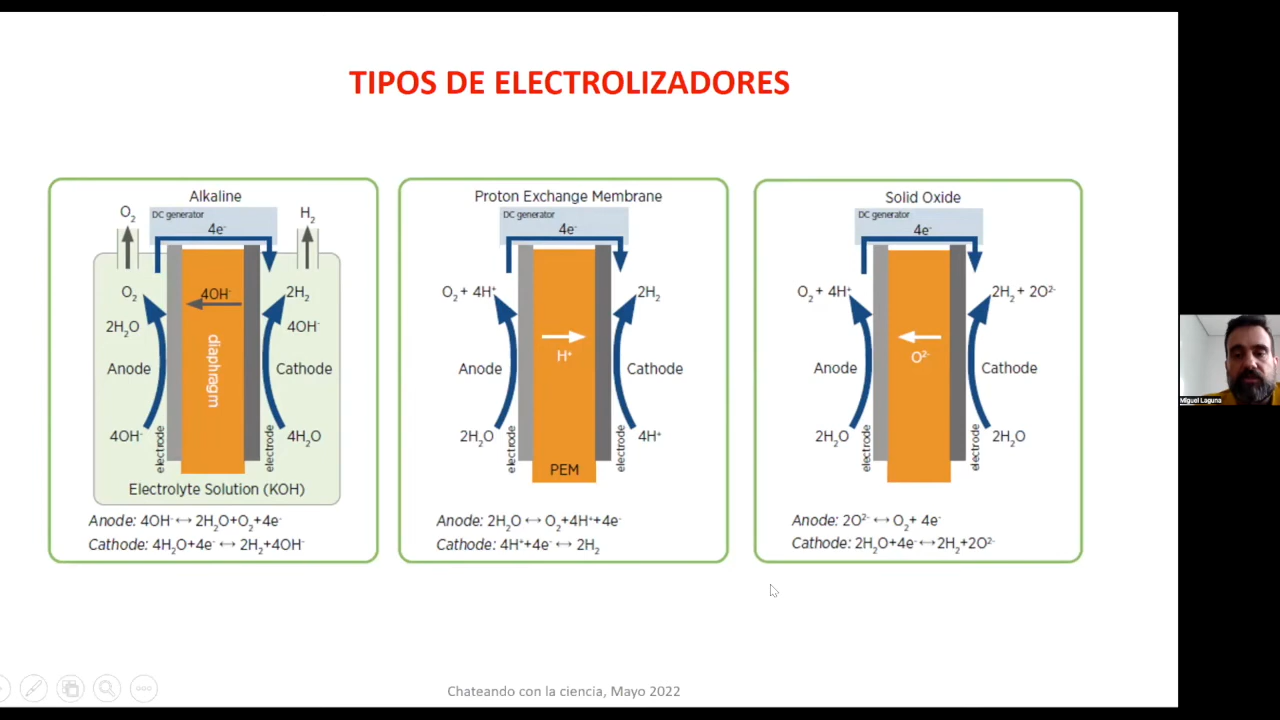 TIPOS DE ELECTROLIZADORES
Alkaline
O₂
DC generator
H₂
4e⁻
O₂
4OH⁻
2H₂
2H₂O
4OH⁻
diaphragm
Anode
Cathode
4OH⁻
electrode
electrode
4H₂O
Electrolyte Solution (KOH)
Anode: 4OH⁻ ↔ 2H₂O+O₂+4e⁻
Cathode: 4H₂O+4e⁻ ↔ 2H₂+4OH⁻
Proton Exchange Membrane
DC generator
4e⁻
O₂ + 4H⁺
2H₂
H⁺
Anode
Cathode
2H₂O
electrode
electrode
4H⁺
PEM
Anode: 2H₂O ↔ O₂+4H⁺+4e⁻
Cathode: 4H⁺+4e⁻ ↔ 2H₂
Solid Oxide
DC generator
4e⁻
O₂ + 4H⁺
2H₂ + 2O²⁻
O²⁻
Anode
Cathode
2H₂O
electrode
electrode
2H₂O
Anode: 2O²⁻ ↔ O₂+ 4e⁻
Cathode: 2H₂O+4e⁻↔2H₂+2O²⁻
Miguel Laguna
Chateando con la ciencia, Mayo 2022